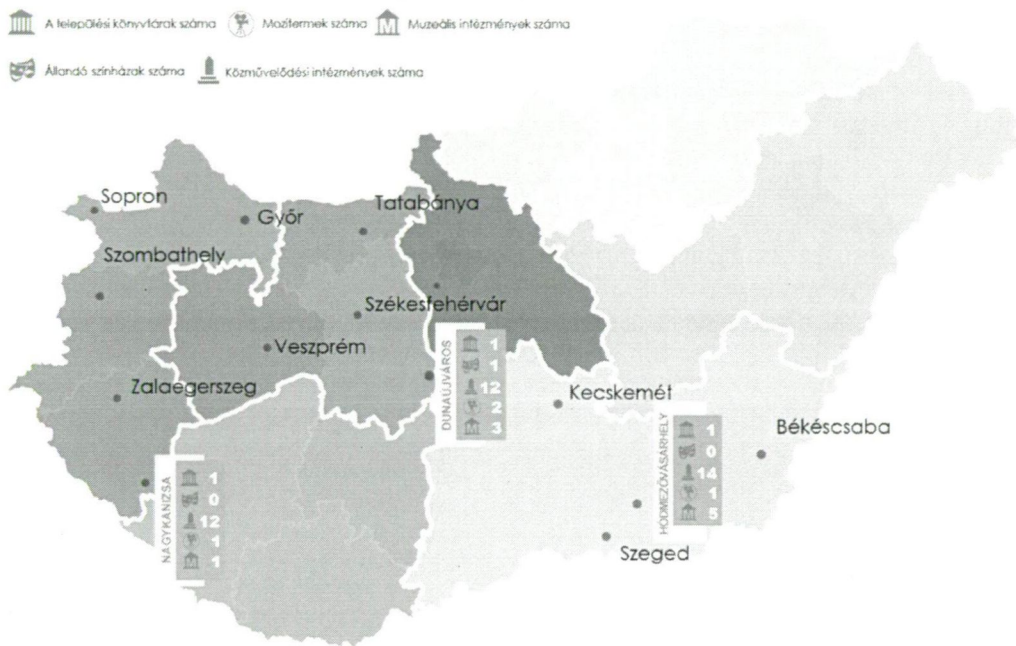 A települési könyvtárak száma Mozitermek száma Muzeális intézmények száma
Állandó színházak száma Közművelődési intézmények száma
Sopron
Győr
Tatabánya
Szombathely
Székesfehérvár
Veszprém
Zalaegerszeg
DUNAÚJVÁROS
1
1
12
2
3
Kecskemét
Békéscsaba
HÓDMEZŐVÁSÁRHELY
1
0
14
1
5
NAGYKANIZSA
1
0
12
1
1
Szeged